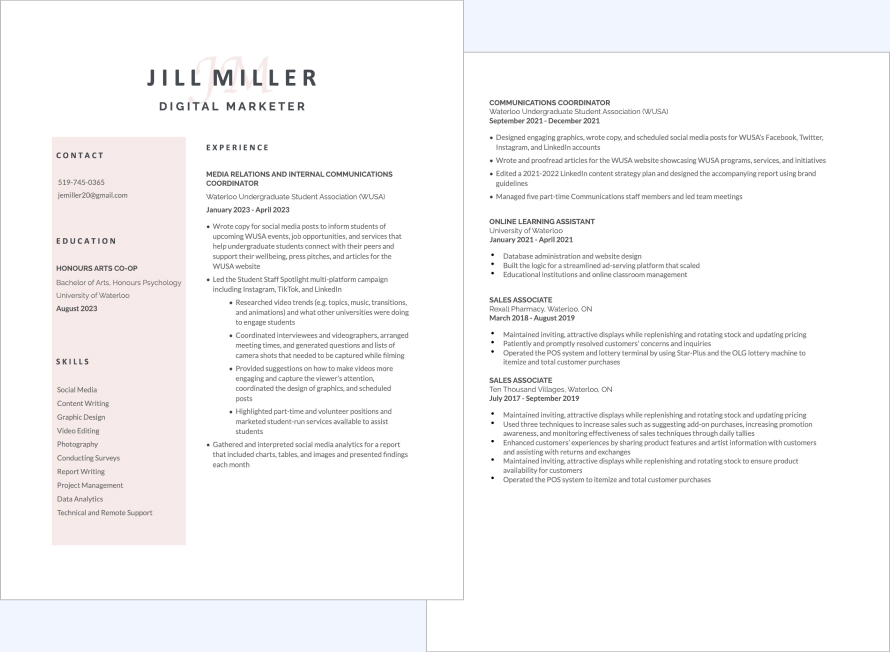 JM
JILL MILLER
DIGITAL MARKETER
CONTACT
519-745-0365
jemiller20@gmail.com
EDUCATION
HONOURS ARTS CO-OP
Bachelor of Arts, Honours Psychology
University of Waterloo
August 2023
SKILLS
Social Media
Content Writing
Graphic Design
Video Editing
Photography
Conducting Surveys
Report Writing
Project Management
Data Analytics
Technical and Remote Support
EXPERIENCE
MEDIA RELATIONS AND INTERNAL COMMUNICATIONS
COORDINATOR
Waterloo Undergraduate Student Association (WUSA)
January 2023 - April 2023
• Wrote copy for social media posts to inform students of
upcoming WUSA events, job opportunities, and services that
help undergraduate students connect with their peers and
support their wellbeing, press pitches, and articles for the
WUSA website
• Led the Student Staff Spotlight multi-platform campaign
including Instagram, TikTok, and LinkedIn
• Researched video trends (e.g. topics, music, transitions,
and animations) and what other universities were doing
to engage students
• Coordinated interviewees and videographers, arranged
meeting times, and generated questions and lists of
camera shots that needed to be captured while filming
• Provided suggestions on how to make videos more
engaging and capture the viewer's attention,
coordinated the design of graphics, and scheduled
posts
• Highlighted part-time and volunteer positions and
marketed student-run services available to assist
students
• Gathered and interpreted social media analytics for a report
that included charts, tables, and images and presented findings
each month
COMMUNICATIONS COORDINATOR
Waterloo Undergraduate Student Association (WUSA)
September 2021 - December 2021
• Designed engaging graphics, wrote copy, and scheduled social media posts for WUSA's Facebook, Twitter,
Instagram, and LinkedIn accounts
• Wrote and proofread articles for the WUSA website showcasing WUSA programs, services, and initiatives
• Edited a 2021-2022 LinkedIn content strategy plan and designed the accompanying report using brand
guidelines
• Managed five part-time Communications staff members and led team meetings
ONLINE LEARNING ASSISTANT
University of Waterloo
January 2021 - April 2021
• Database administration and website design
• Built the logic for a streamlined ad-serving platform that scaled
• Educational institutions and online classroom management
SALES ASSOCIATE
Rexall Pharmacy, Waterloo, ON
March 2018 - August 2019
• Maintained inviting, attractive displays while replenishing and rotating stock and updating pricing
• Patiently and promptly resolved customers' concerns and inquiries
• Operated the POS system and lottery terminal by using Star-Plus and the OLG lottery machine to
itemize and total customer purchases
SALES ASSOCIATE
Ten Thousand Villages, Waterloo, ON
July 2017 - September 2019
• Maintained inviting, attractive displays while replenishing and rotating stock and updating pricing
• Used three techniques to increase sales such as suggesting add-on purchases, increasing promotion
awareness, and monitoring effectiveness of sales techniques through daily tallies
• Enhanced customers' experiences by sharing product features and artist information with customers
and assisting with returns and exchanges
• Maintained inviting, attractive displays while replenishing and rotating stock to ensure product
availability for customers
• Operated the POS system to itemize and total customer purchases